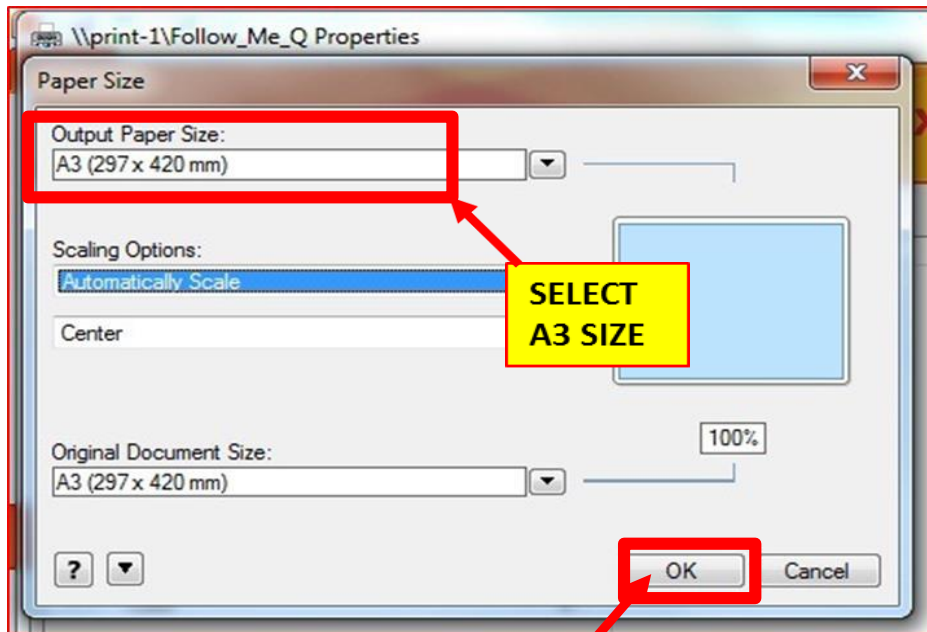 \\print-1\Follow_Me_Q Properties
Paper Size
Output Paper Size:
A3 (297 x 420 mm)
Scaling Options:
Automatically Scale
SELECT
A3 SIZE
Center
100%
Original Document Size:
A3 (297 x 420 mm)
?
OK
Cancel